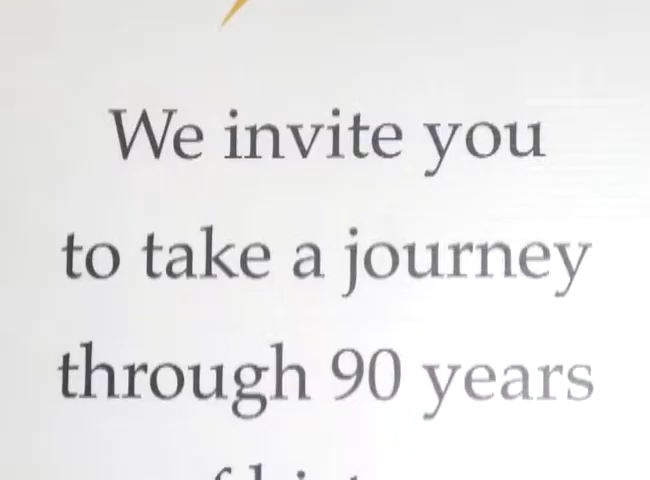 We invite you
to take a journey
through 90 years